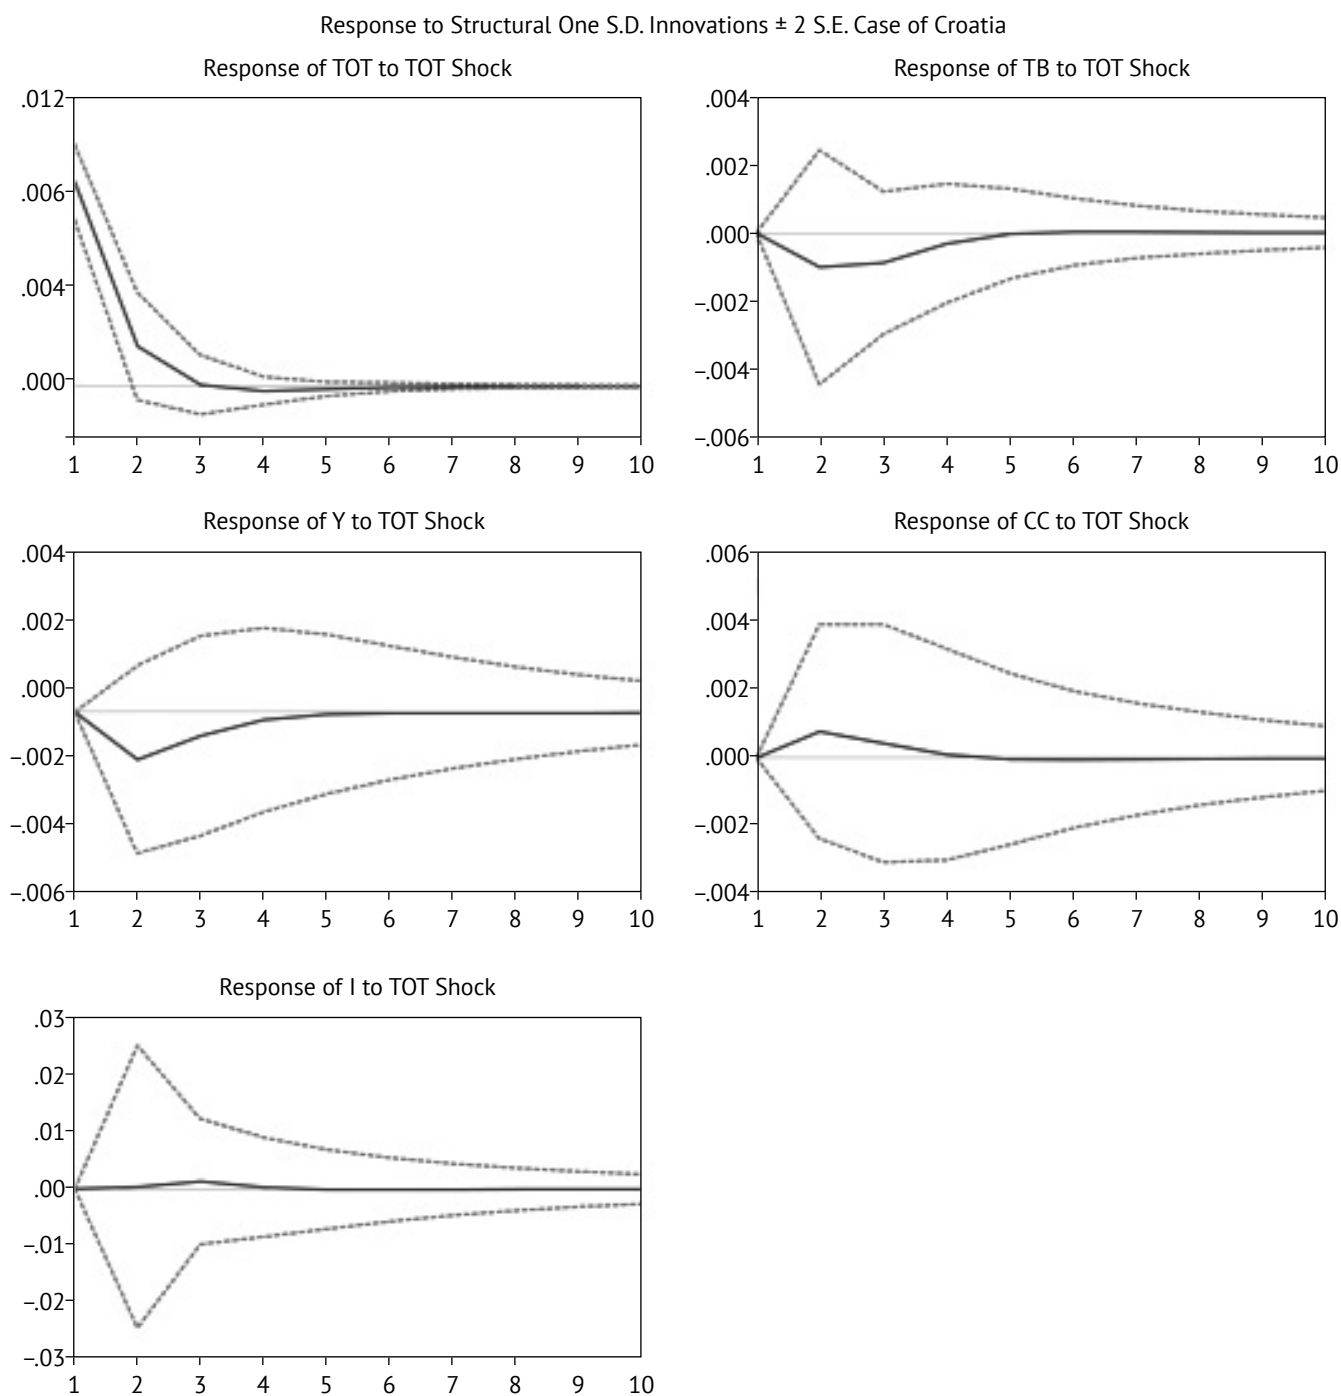 Response to Structural One S.D. Innovations ± 2 S.E. Case of Croatia
Response of TOT to TOT Shock
.012
.006
.004
.000
1 2 3 4 5 6 7 8 9 10
Response of TB to TOT Shock
.004
.002
.000
–.002
–.004
–.006
1 2 3 4 5 6 7 8 9 10
Response of Y to TOT Shock
.004
.002
.000
–.002
–.004
–.006
1 2 3 4 5 6 7 8 9 10
Response of CC to TOT Shock
.006
.004
.002
.000
–.002
–.004
1 2 3 4 5 6 7 8 9 10
Response of I to TOT Shock
.03
.02
.01
.00
–.01
–.02
–.03
1 2 3 4 5 6 7 8 9 10